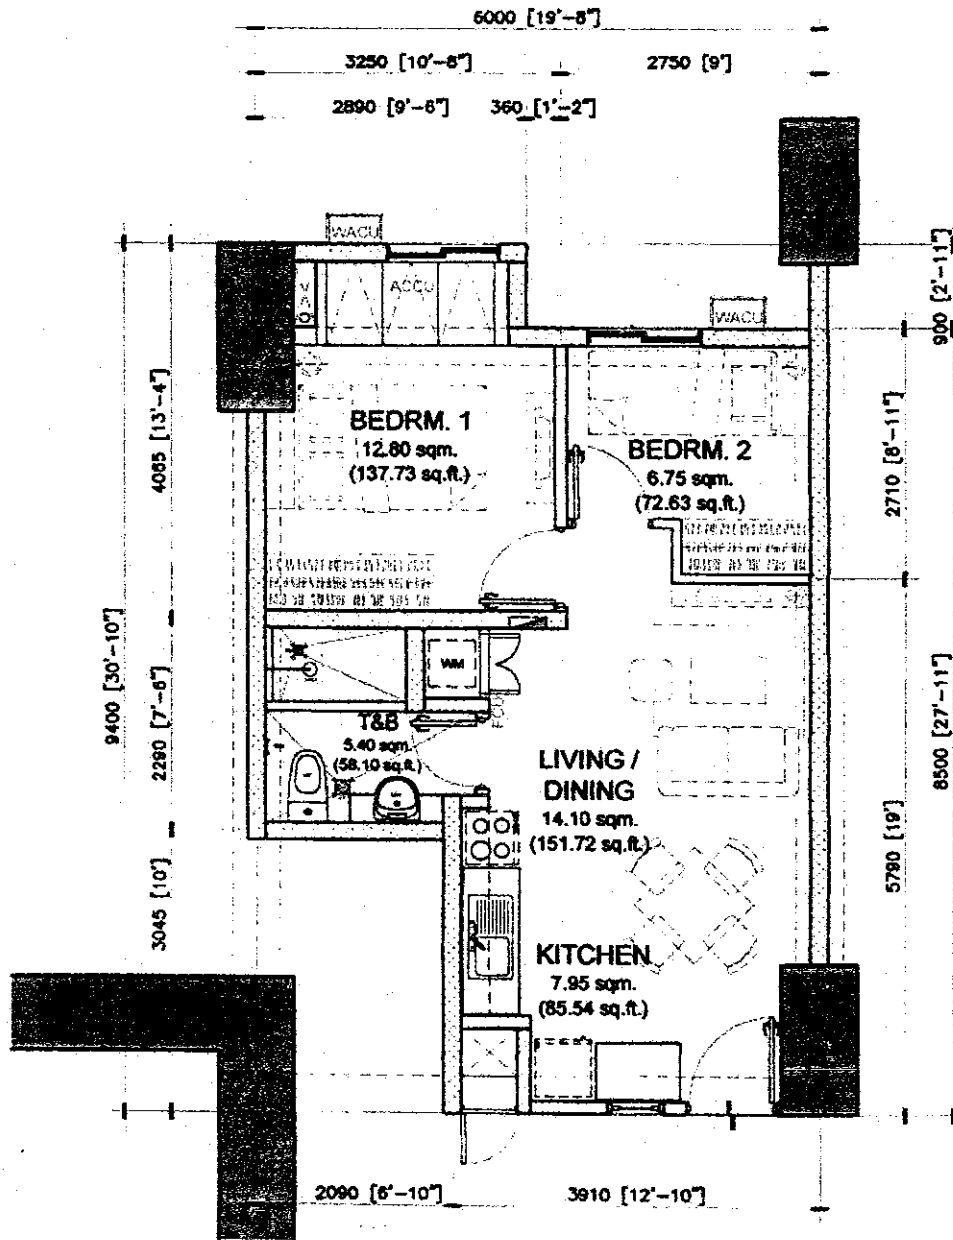 6000 [19'-8"]
3250 [10'-8"]
2750 [9']
2890 [9'-6"]
360 [1'-2"]
WACU
ACCU
WACU
900 [2'-11"]
4065 [13'-4"]
BEDRM. 1
12.80 sqm.
(137.73 sq.ft.)
BEDRM. 2
6.75 sqm.
(72.63 sq.ft.)
2710 [8'-11"]
9400 [30'-10"]
2290 [7'-6"]
WM
FCU
T&B
5.40 sqm.
(58.10 sq.ft.)
LIVING /
DINING
14.10 sqm.
(151.72 sq.ft.)
8500 [27'-11"]
5790 [19']
3045 [10']
KITCHEN
7.95 sqm.
(85.54 sq.ft.)
2090 [6'-10"]
3910 [12'-10"]